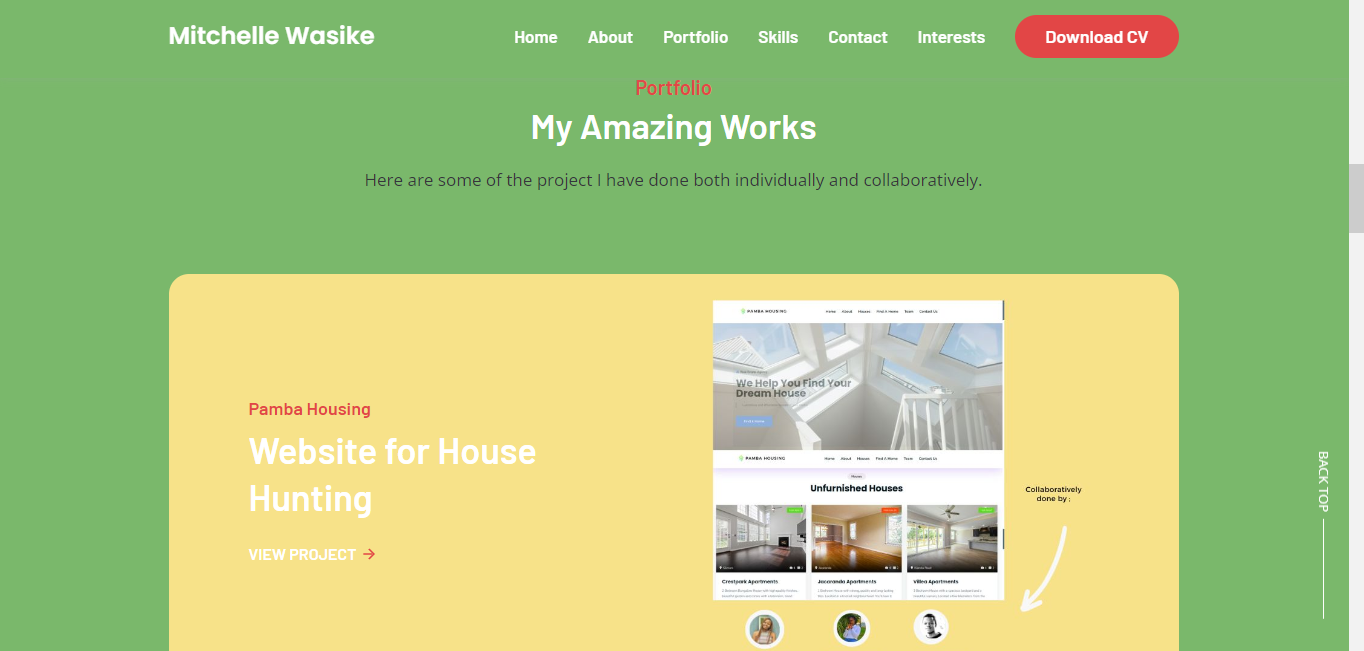 Mitchelle Wasike
Home About Portfolio Skills Contact Interests Download CV
Portfolio
My Amazing Works
Here are some of the project I have done both individually and collaboratively.
Pamba Housing
Website for House
Hunting
VIEW PROJECT
PAMBA HOUSING
Home About Houses Find A Home Team Contact Us
We Help You Find Your
Dream House
PAMBA HOUSING
Home About Houses Find A Home Team Contact Us
Houses
Unfurnished Houses
Crestpark Apartments
Jacaranda Apartments
Villea Apartments
Collaboratively
done by ;
BACK TOP